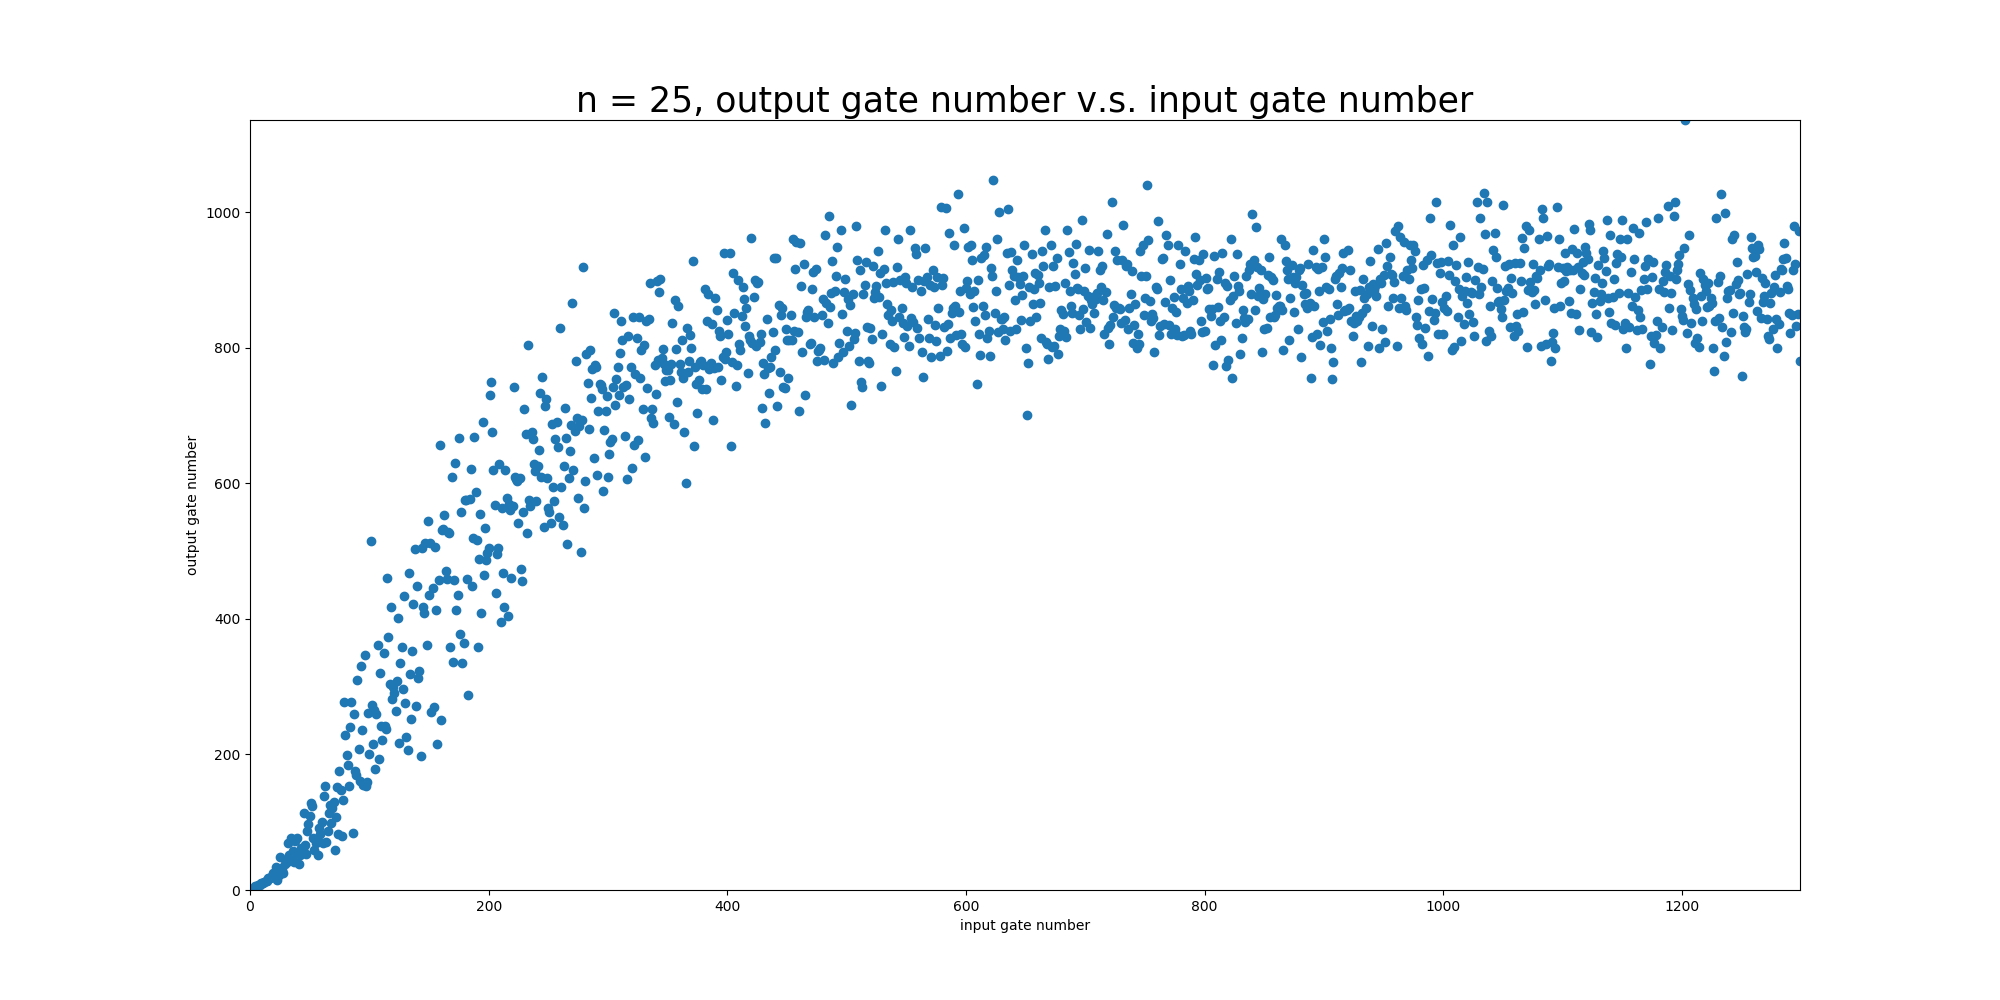 n = 25, output gate number v.s. input gate number
1000
800
600
400
200
0
output gate number
0 200 400 600 800 1000 1200
input gate number